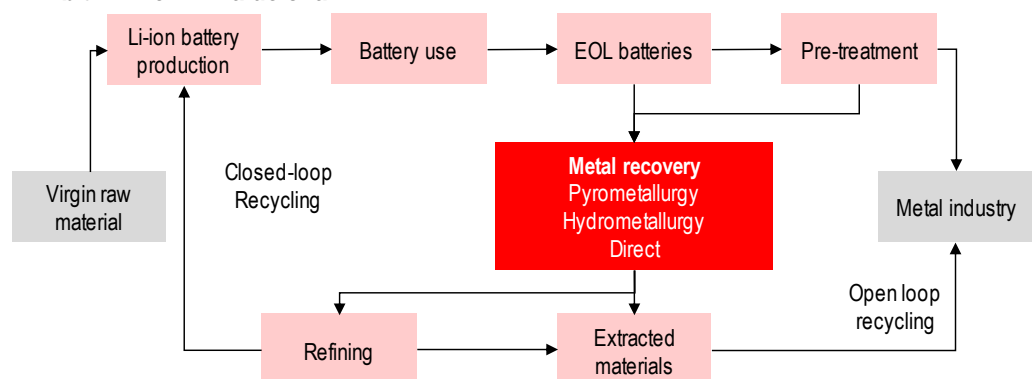 Li-ion battery
production
Battery use
EOL batteries
Pre-treatment
Metal recovery
Pyrometallurgy
Hydrometallurgy
Direct
Closed-loop
Recycling
Virgin raw
material
Metal industry
Open loop
recycling
Refining
Extracted
materials